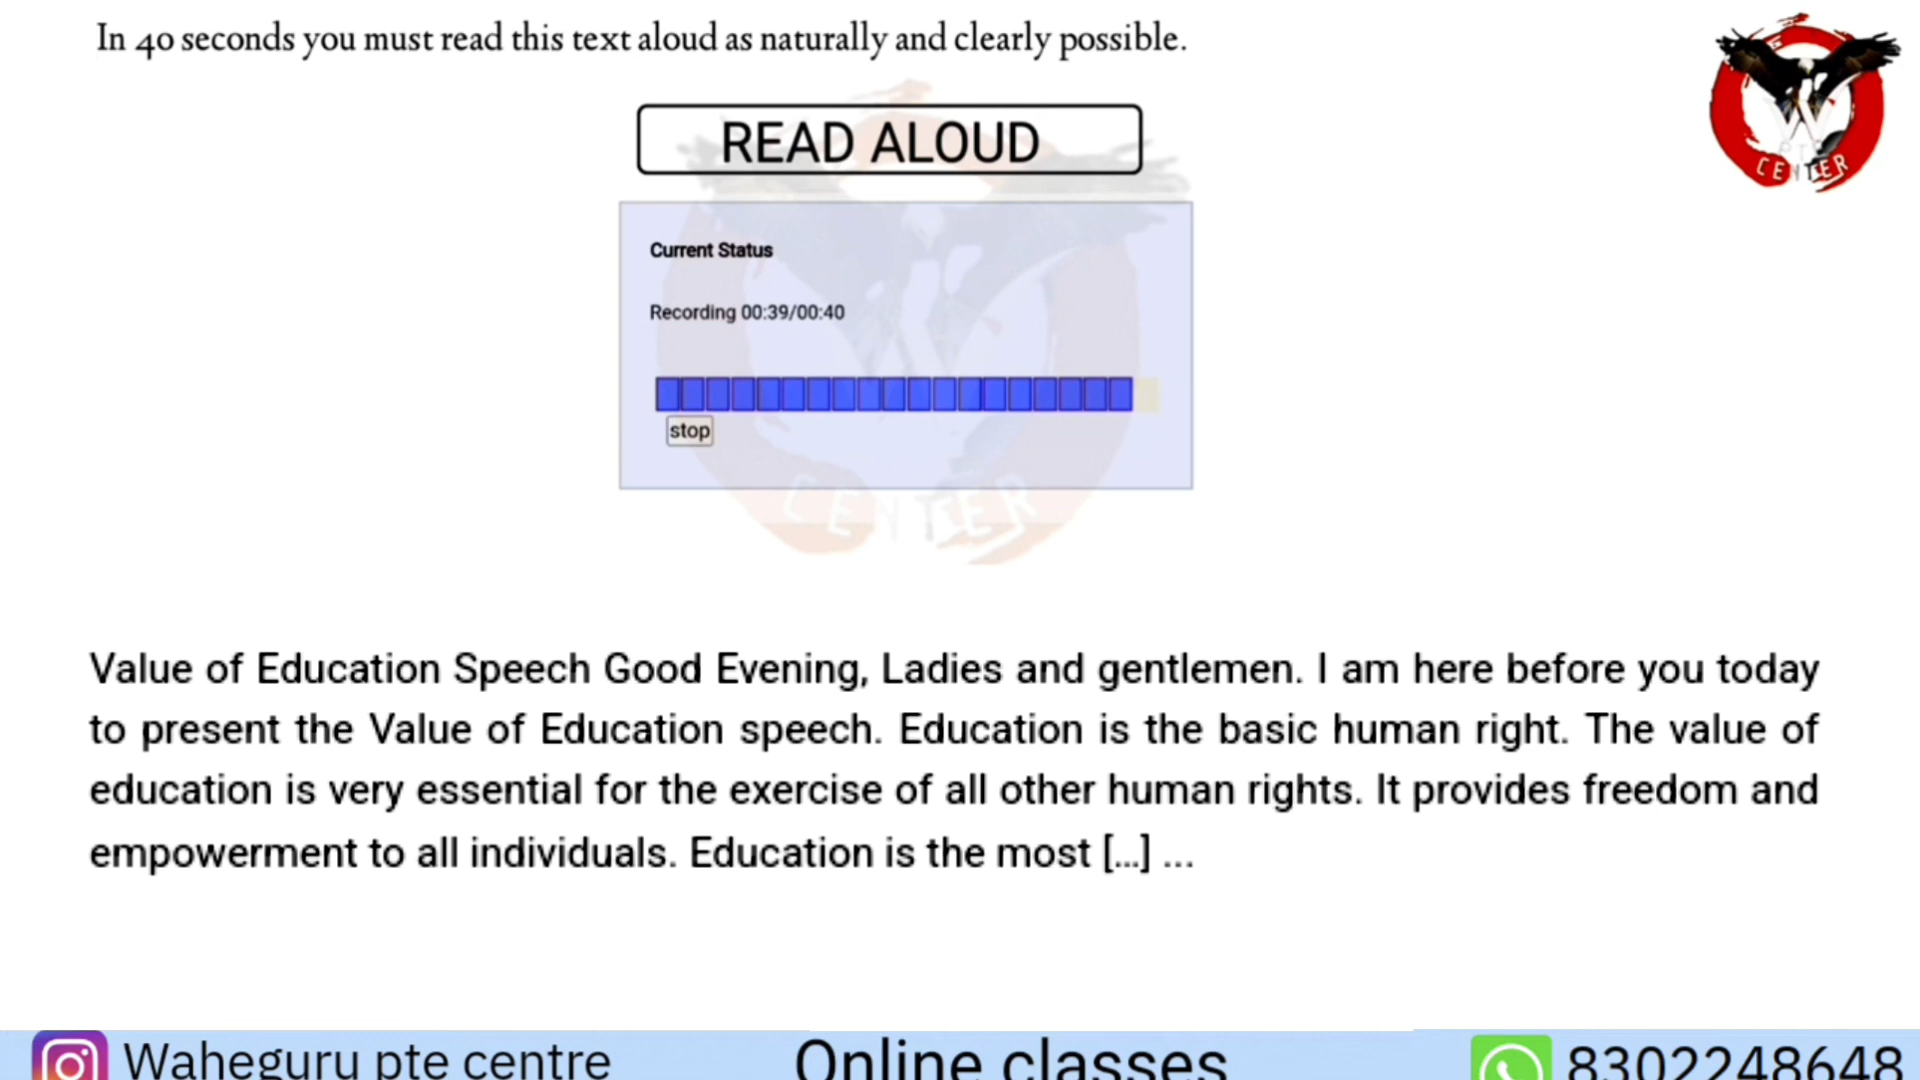 In 40 seconds you must read this text aloud as naturally and clearly possible.
READ ALOUD
Current Status
Recording 00:39/00:40
stop
CENTER
Value of Education Speech Good Evening, Ladies and gentlemen. I am here before you today
to present the Value of Education speech. Education is the basic human right. The value of
education is very essential for the exercise of all other human rights. It provides freedom and
empowerment to all individuals. Education is the most [...] ...
Waheguru pte centre
Online classes
8302248648